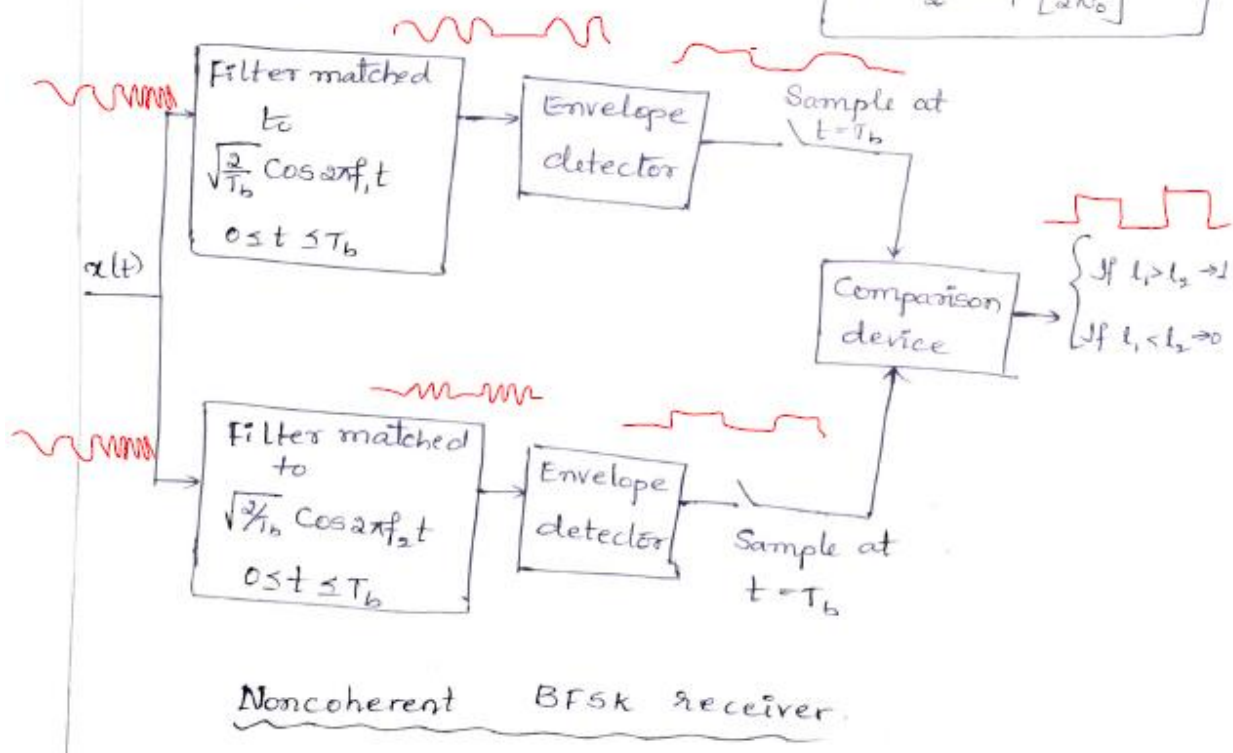 [2N₀]
Filter matched
to
√(2/T_b) Cos 2πf₁t
0 ≤ t ≤ T_b
Envelope
detector
Sample at
t = T_b
x(t)
Comparison
device
If l₁ > l₂ → 1
If l₁ < l₂ → 0
Filter matched
to
√(2/T_b) Cos 2πf₂t
0 ≤ t ≤ T_b
Envelope
detector
Sample at
t = T_b
Noncoherent BFSK receiver.